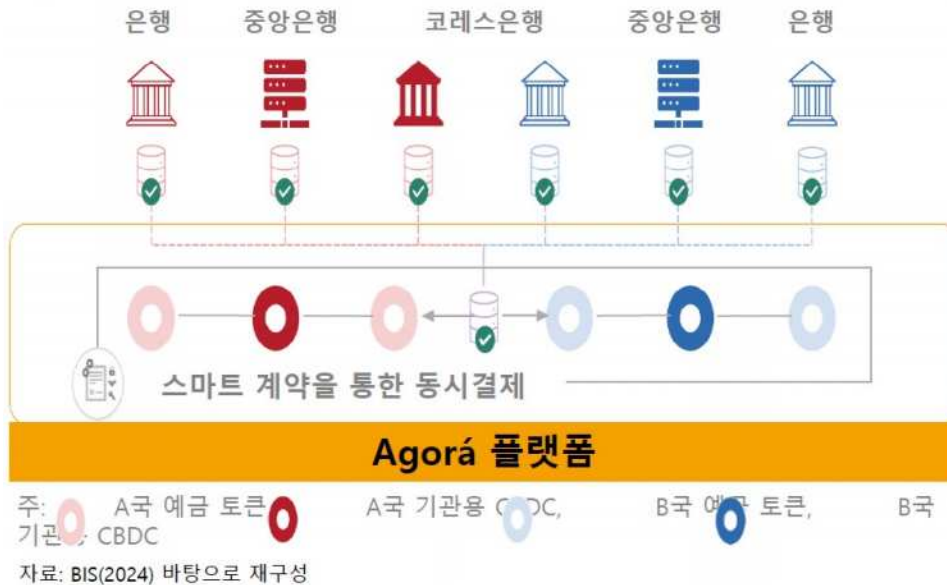 은행 중앙은행 코레스은행 중앙은행 은행
스마트 계약을 통한 동시결제
Agorá 플랫폼
주: A국 예금 토큰 A국 기관용 DC, B국 토큰, B국
CBDC
자료: BIS(2024) 바탕으로 재구성